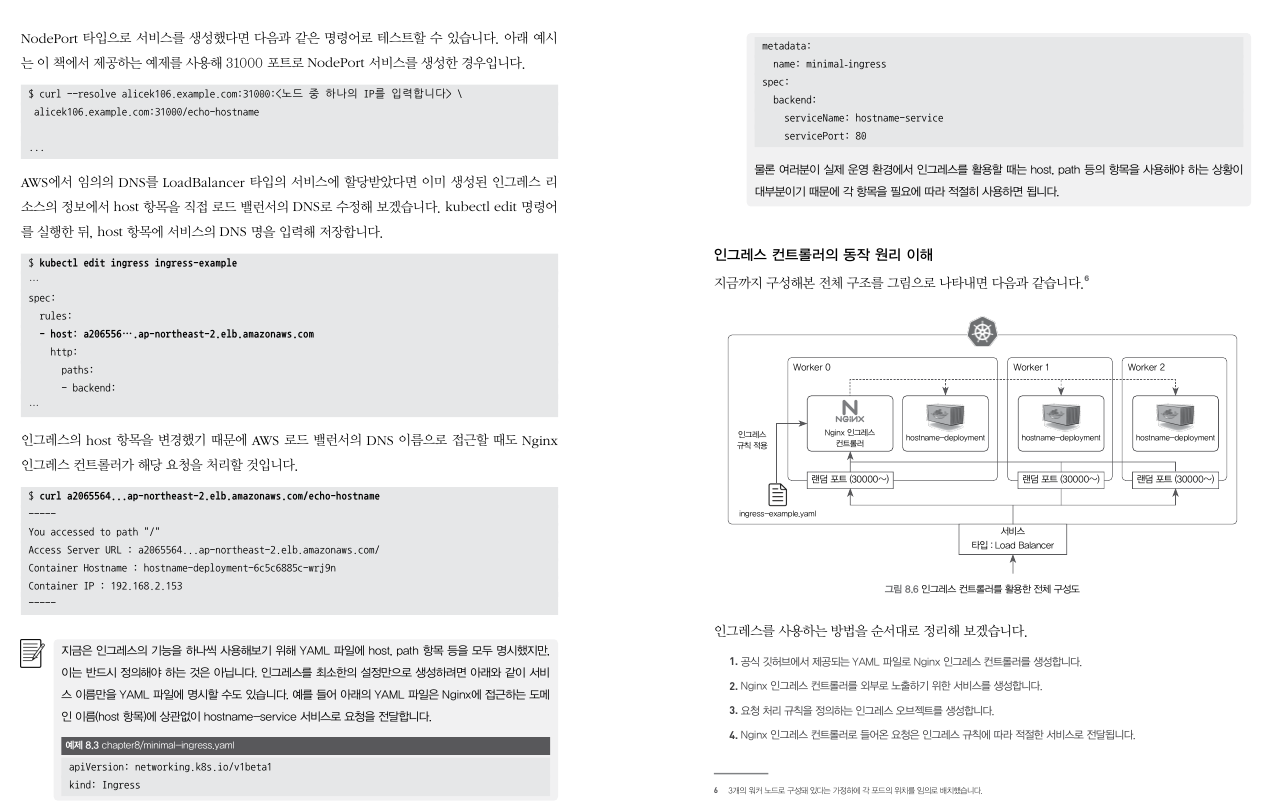 NodePort 타입으로 서비스를 생성했다면 다음과 같은 명령어로 테스트할 수 있습니다. 아래 예시
는 이 책에서 제공하는 예제를 사용해 31000 포트로 NodePort 서비스를 생성한 경우입니다.
$ curl --resolve alicek106.example.com:31000:<노드 중 하나의 IP를 입력합니다> \
alicek106.example.com:31000/echo-hostname
...
AWS에서 임의의 DNS를 LoadBalancer 타입의 서비스에 할당받았다면 이미 생성된 인그레스 리
소스의 정보에서 host 항목을 직접 로드 밸런서의 DNS로 수정해 보겠습니다. kubectl edit 명령어
를 실행한 뒤, host 항목에 서비스의 DNS 명을 입력해 저장합니다.
$ kubectl edit ingress ingress-example
…
spec:
  rules:
  - host: a206556….ap-northeast-2.elb.amazonaws.com
    http:
      paths:
      - backend:
…
인그레스의 host 항목을 변경했기 때문에 AWS 로드 밸런서의 DNS 이름으로 접근할 때도 Nginx
인그레스 컨트롤러가 해당 요청을 처리할 것입니다.
$ curl a2065564...ap-northeast-2.elb.amazonaws.com/echo-hostname
-----
You accessed to path "/"
Access Server URL : a2065564...ap-northeast-2.elb.amazonaws.com/
Container Hostname : hostname-deployment-6c5c6885c-wrj9n
Container IP : 192.168.2.153
-----
지금은 인그레스의 기능을 하나씩 사용해보기 위해 YAML 파일에 host, path 항목 등을 모두 명시했지만,
이는 반드시 정의해야 하는 것은 아닙니다. 인그레스를 최소한의 설정만으로 생성하려면 아래와 같이 서비
스 이름만을 YAML 파일에 명시할 수도 있습니다. 예를 들어 아래의 YAML 파일은 Nginx에 접근하는 도메
인 이름(host 항목)에 상관없이 hostname-service 서비스로 요청을 전달합니다.
예제 8.3 chapter8/minimal-ingress.yaml
apiVersion: networking.k8s.io/v1beta1
kind: Ingress
metadata:
  name: minimal-ingress
spec:
  backend:
    serviceName: hostname-service
    servicePort: 80
물론 여러분이 실제 운영 환경에서 인그레스를 활용할 때는 host, path 등의 항목을 사용해야 하는 상황이
대부분이기 때문에 각 항목을 필요에 따라 적절히 사용하면 됩니다.
인그레스 컨트롤러의 동작 원리 이해
지금까지 구성해본 전체 구조를 그림으로 나타내면 다음과 같습니다.6
Worker 0
Worker 1
Worker 2
NGINX
Nginx 인그레스
컨트롤러
hostname-deployment
hostname-deployment
hostname-deployment
인그레스
규칙 적용
랜덤 포트 (30000~)
랜덤 포트 (30000~)
랜덤 포트 (30000~)
ingress-example.yaml
서비스
타입 : Load Balancer
그림 8.6 인그레스 컨트롤러를 활용한 전체 구성도
인그레스를 사용하는 방법을 순서대로 정리해 보겠습니다.
1. 공식 깃허브에서 제공되는 YAML 파일로 Nginx 인그레스 컨트롤러를 생성합니다.
2. Nginx 인그레스 컨트롤러를 외부로 노출하기 위한 서비스를 생성합니다.
3. 요청 처리 규칙을 정의하는 인그레스 오브젝트를 생성합니다.
4. Nginx 인그레스 컨트롤러로 들어온 요청은 인그레스 규칙에 따라 적절한 서비스로 전달됩니다.
6 3개의 워커 노드로 구성돼 있다는 가정하에 각 포드의 위치를 임의로 배치했습니다.